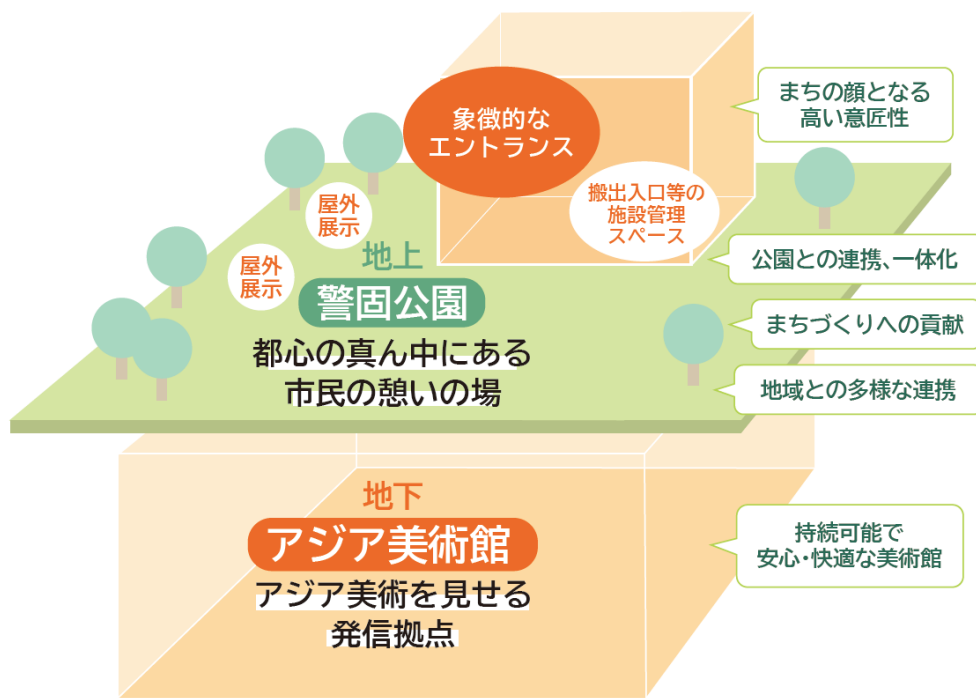 象徴的な
エントランス
まちの顔となる
高い意匠性
搬出入口等の
施設管理
スペース
屋外
展示
屋外
展示
地上
警固公園
都心の真ん中にある
市民の憩いの場
公園との連携、一体化
まちづくりへの貢献
地域との多様な連携
地下
アジア美術館
アジア美術を見せる
発信拠点
持続可能で
安心・快適な美術館